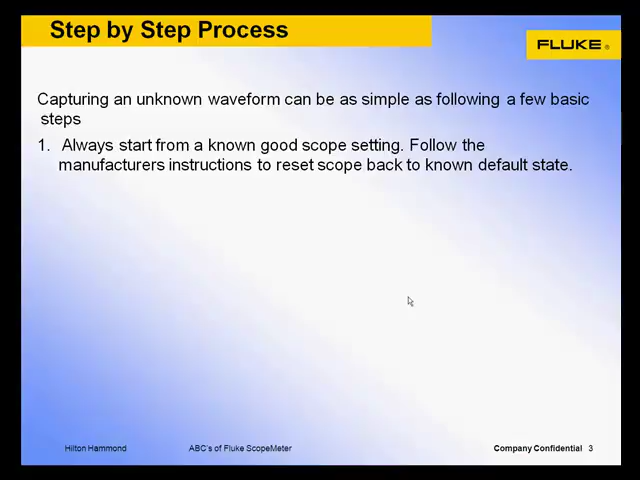 Step by Step Process
FLUKE ®
Capturing an unknown waveform can be as simple as following a few basic
steps
1. Always start from a known good scope setting. Follow the
manufacturers instructions to reset scope back to known default state.
Hilton Hammond ABC's of Fluke ScopeMeter Company Confidential 3